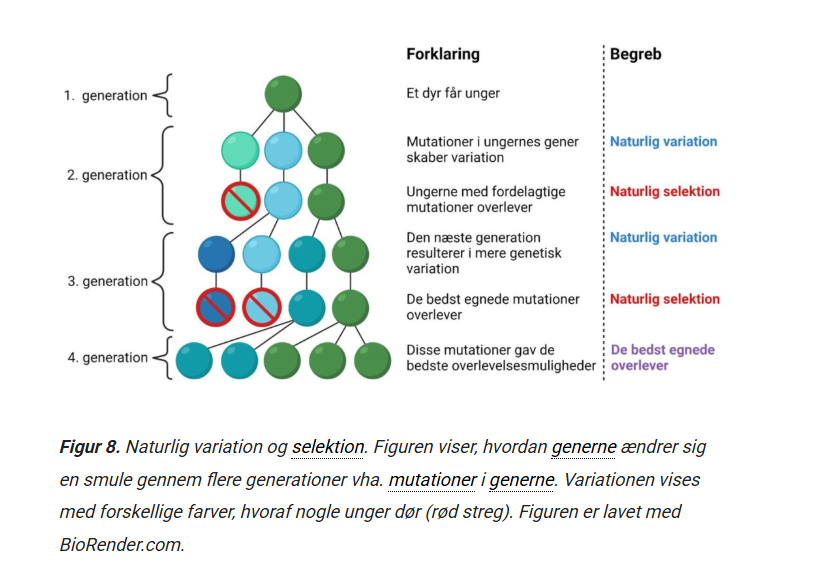 Forklaring Begreb
1. generation Et dyr får unger
Mutationer i ungernes gener Naturlig variation
skaber variation
2. generation
Ungerne med fordelagtige Naturlig selektion
mutationer overlever
Den næste generation Naturlig variation
resulterer i mere genetisk
variation
3. generation
De bedst egnede mutationer Naturlig selektion
overlever
4. generation Disse mutationer gav de De bedst egnede
bedste overlevelsesmuligheder overlever
Figur 8. Naturlig variation og selektion. Figuren viser, hvordan generne ændrer sig
en smule gennem flere generationer vha. mutationer i generne. Variationen vises
med forskellige farver, hvoraf nogle unger dør (rød streg). Figuren er lavet med
BioRender.com.